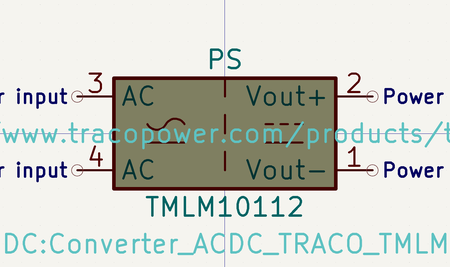 PS
r input 3 AC Vout+ 2 Power
/www.tracopower.com/products/t
r input 4 AC Vout− 1 Power
TMLM10112
DC:Converter_ACDC_TRACO_TMLM